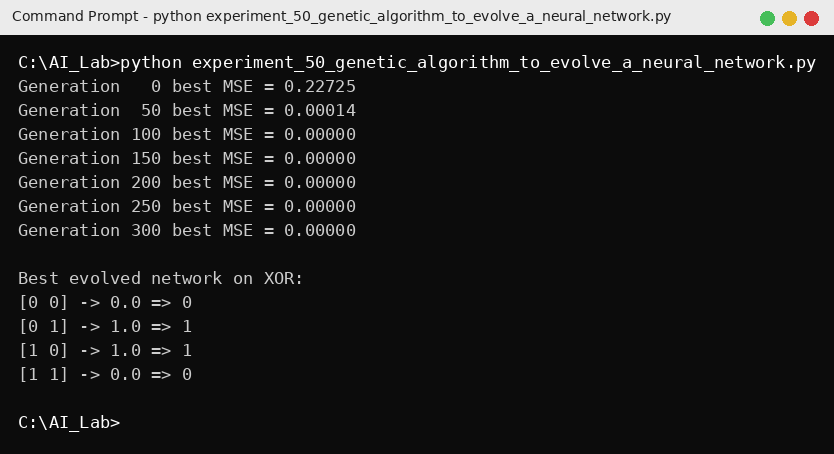 Command Prompt - python experiment_50_genetic_algorithm_to_evolve_a_neural_network.py
C:\AI_Lab>python experiment_50_genetic_algorithm_to_evolve_a_neural_network.py
Generation   0 best MSE = 0.22725
Generation  50 best MSE = 0.00014
Generation 100 best MSE = 0.00000
Generation 150 best MSE = 0.00000
Generation 200 best MSE = 0.00000
Generation 250 best MSE = 0.00000
Generation 300 best MSE = 0.00000
Best evolved network on XOR:
[0 0] -> 0.0 => 0
[0 1] -> 1.0 => 1
[1 0] -> 1.0 => 1
[1 1] -> 0.0 => 0
C:\AI_Lab>